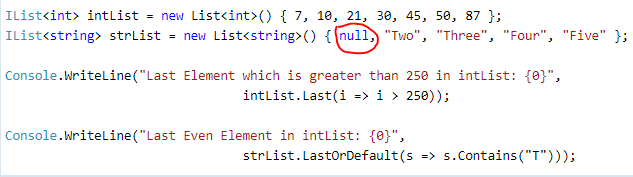 IList<int> intList = new List<int>() { 7, 10, 21, 30, 45, 50, 87 };
IList<string> strList = new List<string>() { null, "Two", "Three", "Four", "Five" };
Console.WriteLine("Last Element which is greater than 250 in intList: {0}",
intList.Last(i => i > 250));
Console.WriteLine("Last Even Element in intList: {0}",
strList.LastOrDefault(s => s.Contains("T")));